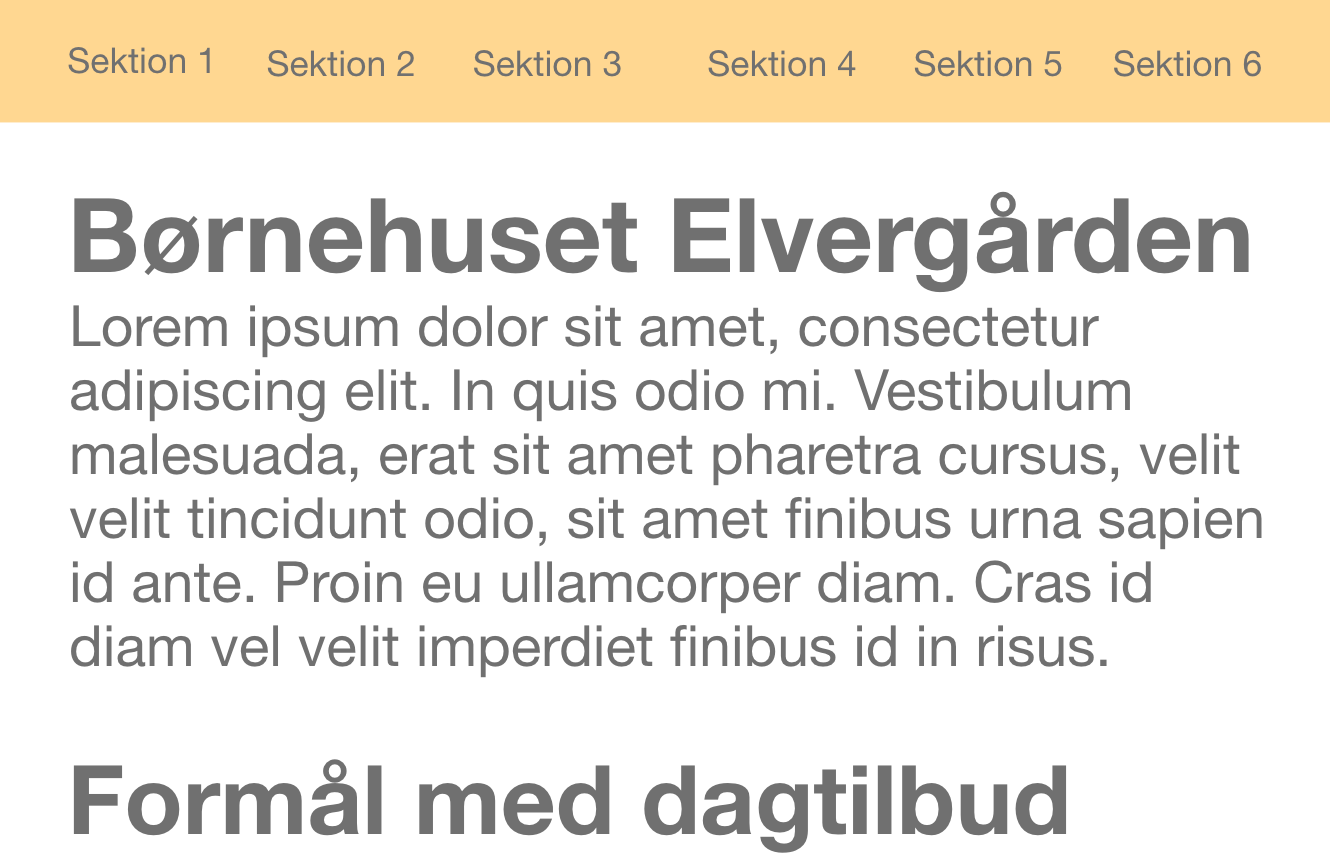 Sektion 1 Sektion 2 Sektion 3 Sektion 4 Sektion 5 Sektion 6
Børnehuset Elvergården
Lorem ipsum dolor sit amet, consectetur
adipiscing elit. In quis odio mi. Vestibulum
malesuada, erat sit amet pharetra cursus, velit
velit tincidunt odio, sit amet finibus urna sapien
id ante. Proin eu ullamcorper diam. Cras id
diam vel velit imperdiet finibus id in risus.
Formål med dagtilbud